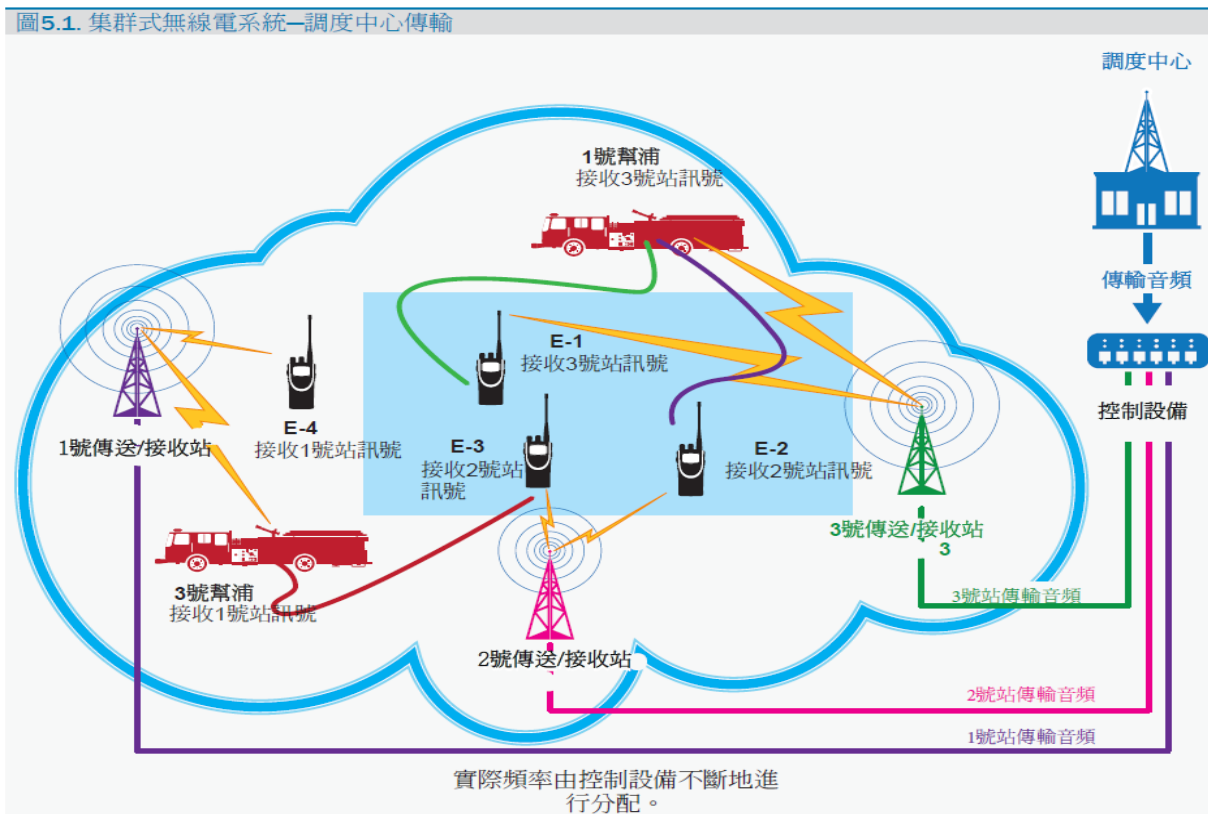 圖5.1. 集群式無線電系統—調度中心傳輸
調度中心
1號幫浦
接收3號站訊號
傳輸音頻
E-1
接收3號站訊號
控制設備
E-4
接收1號站訊號
1號傳送/接收站
E-3
接收2號站
訊號
E-2
接收2號站訊號
3號傳送/接收站
3
3號幫浦
接收1號站訊號
3號站傳輸音頻
2號傳送/接收站
2號站傳輸音頻
1號站傳輸音頻
實際頻率由控制設備不斷地進
行分配。